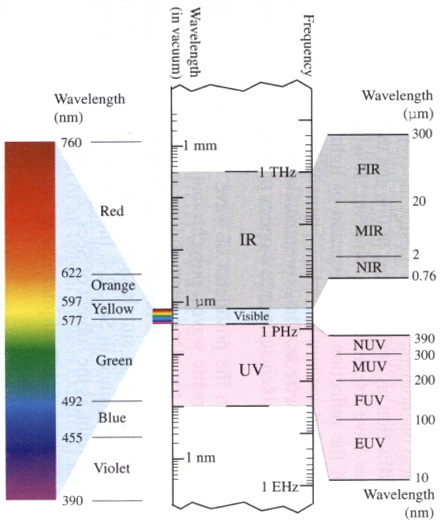 Wavelength
(in vacuum)
Frequency
Wavelength
(nm)
760
Red
622
Orange
597
Yellow
577
Green
492
Blue
455
Violet
390
1 mm
1 THz
IR
1 μm
Visible
1 PHz
UV
1 nm
1 EHz
Wavelength
(μm)
300
FIR
20
MIR
2
NIR
0.76
390
NUV
300
MUV
200
FUV
100
EUV
10
Wavelength
(nm)